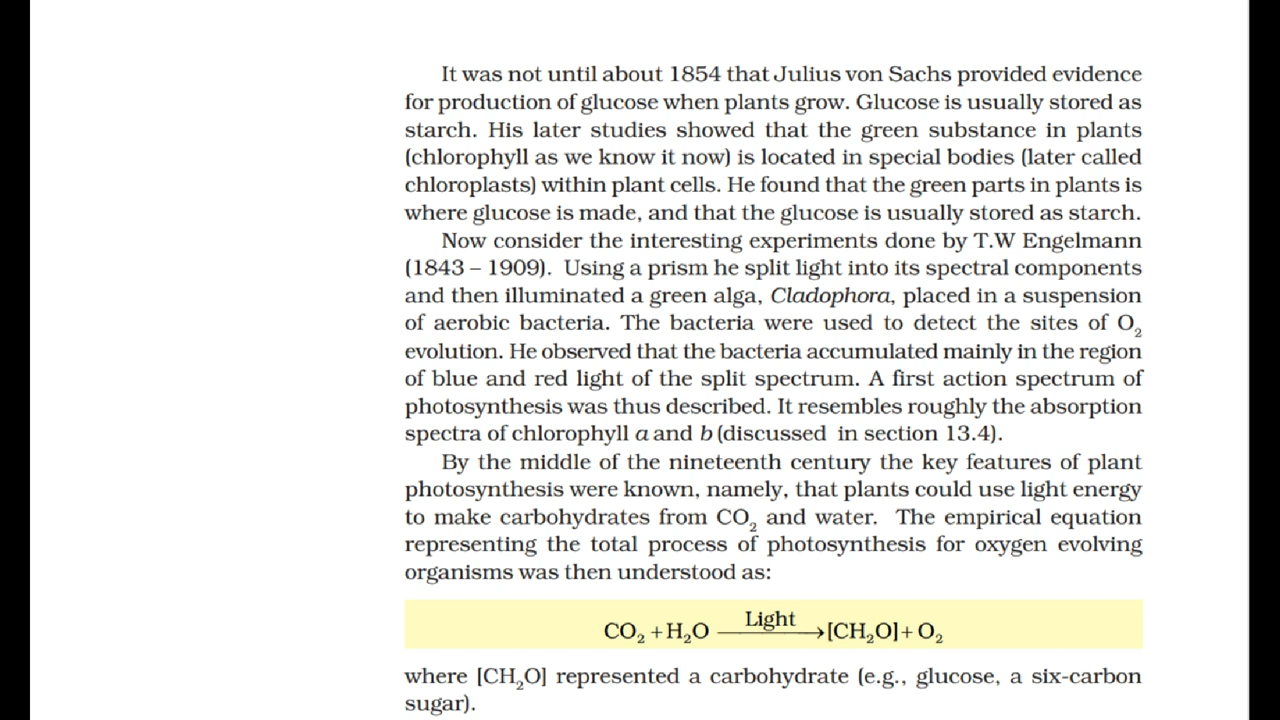 It was not until about 1854 that Julius von Sachs provided evidence
for production of glucose when plants grow. Glucose is usually stored as
starch. His later studies showed that the green substance in plants
(chlorophyll as we know it now) is located in special bodies (later called
chloroplasts) within plant cells. He found that the green parts in plants is
where glucose is made, and that the glucose is usually stored as starch.
Now consider the interesting experiments done by T.W Engelmann
(1843 – 1909). Using a prism he split light into its spectral components
and then illuminated a green alga, Cladophora, placed in a suspension
of aerobic bacteria. The bacteria were used to detect the sites of O₂
evolution. He observed that the bacteria accumulated mainly in the region
of blue and red light of the split spectrum. A first action spectrum of
photosynthesis was thus described. It resembles roughly the absorption
spectra of chlorophyll a and b (discussed in section 13.4).
By the middle of the nineteenth century the key features of plant
photosynthesis were known, namely, that plants could use light energy
to make carbohydrates from CO₂ and water. The empirical equation
representing the total process of photosynthesis for oxygen evolving
organisms was then understood as:
CO₂ + H₂O Light → [CH₂O] + O₂
where [CH₂O] represented a carbohydrate (e.g., glucose, a six-carbon
sugar).